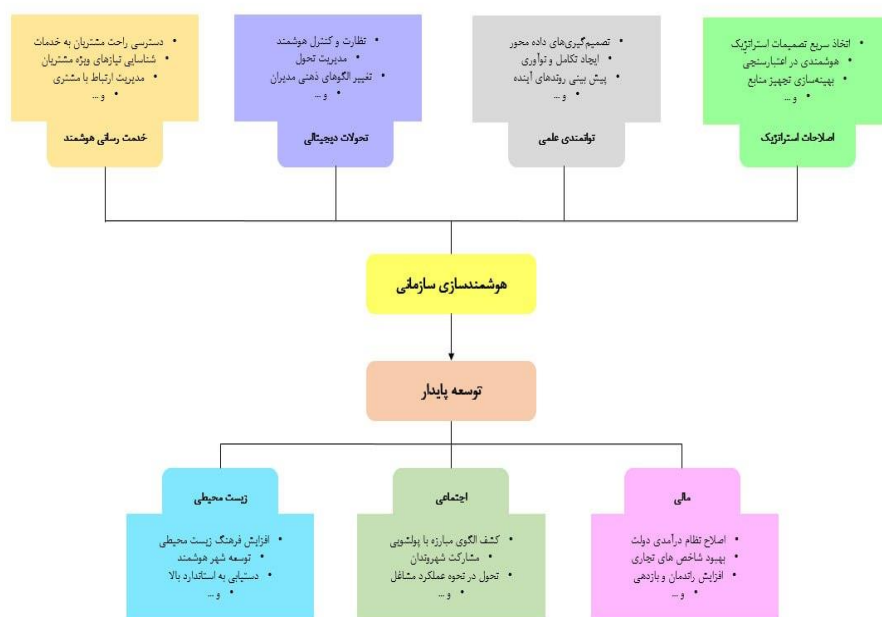 اتخاذ سریع تصمیمات استراتژیک
هوشمندی در اعتبارسنجی
بهینه‌سازی تجهیز منابع
و ...
اصلاحات استراتژیک
تصمیم‌گیری‌های داده محور
ایجاد تکامل و نوآوری
پیش بینی روندهای آینده
و ...
توانمندی علمی
نظارت و کنترل هوشمند
مدیریت تحول
تغییر الگوهای ذهنی مدیران
و ...
تحولات دیجیتالی
دسترسی راحت مشتریان به خدمات
شناسایی نیازهای ویژه مشتریان
مدیریت ارتباط با مشتری
و ...
خدمت رسانی هوشمند
هوشمندسازی سازمانی
توسعه پایدار
مالی
اصلاح نظام درآمدی دولت
بهبود شاخص های تجاری
افزایش راندمان و بازدهی
و ...
اجتماعی
کشف الگوی مبارزه با پولشویی
مشارکت شهروندان
تحول در نحوه عملکرد مشاغل
و ...
زیست محیطی
افزایش فرهنگ زیست محیطی
توسعه شهر هوشمند
دستیابی به استاندارد بالا
و ...